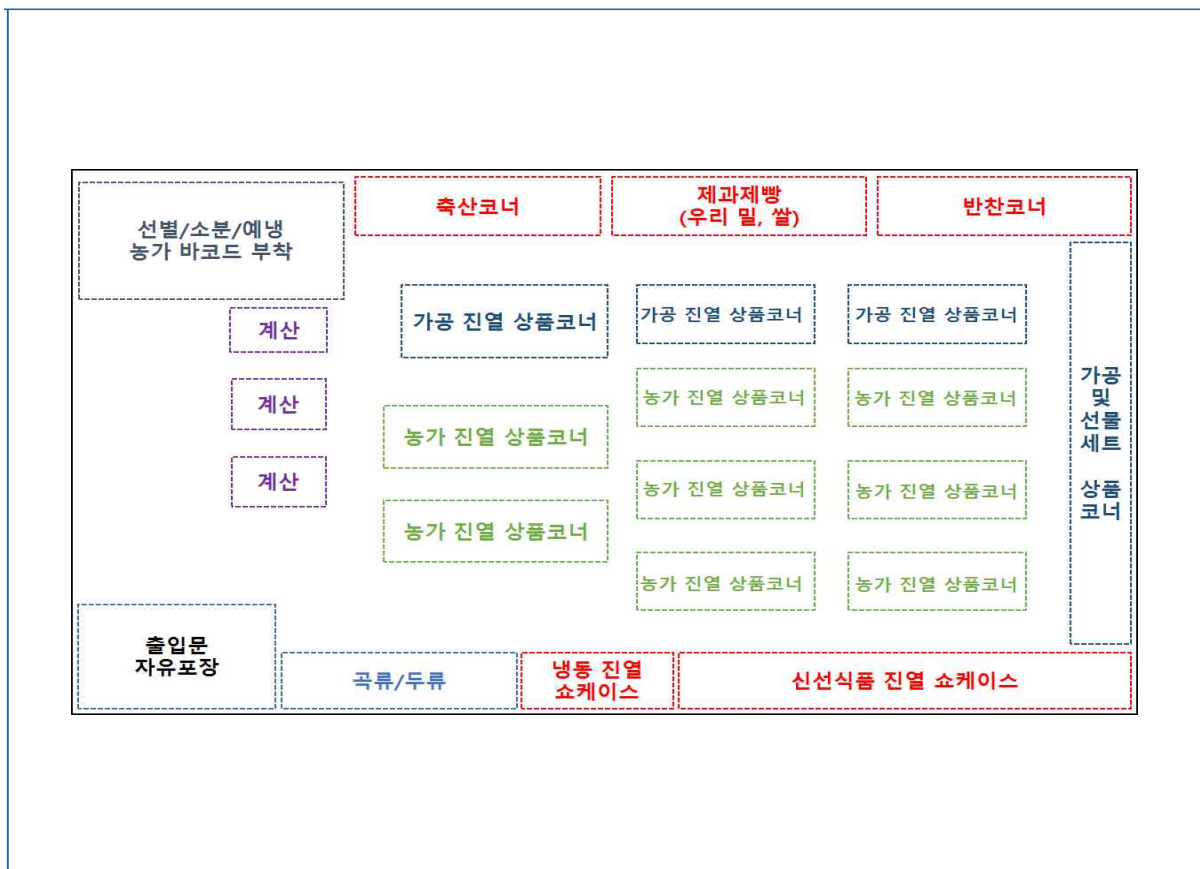 선별/소분/예냉
농가 바코드 부착
축산코너
제과제빵
(우리 밀, 쌀)
반찬코너
계산
가공 진열 상품코너
가공 진열 상품코너
가공 진열 상품코너
계산
농가 진열 상품코너
농가 진열 상품코너
농가 진열 상품코너
계산
농가 진열 상품코너
농가 진열 상품코너
농가 진열 상품코너
농가 진열 상품코너
농가 진열 상품코너
가공
및
선물
세트
상품
코너
출입문
자유포장
곡류/두류
냉동 진열
쇼케이스
신선식품 진열 쇼케이스